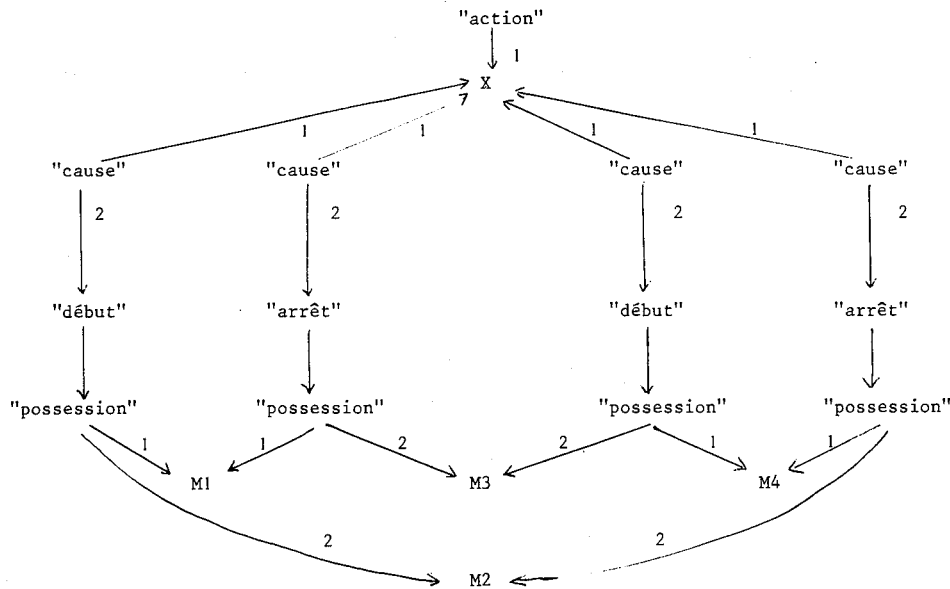 "action"
1
X
1 1 1 1
"cause" "cause" "cause" "cause"
2 2 2 2
"début" "arrêt" "début" "arrêt"
"possession" "possession" "possession" "possession"
1 1 2 2 1 1
M1 M3 M4
2 2
M2